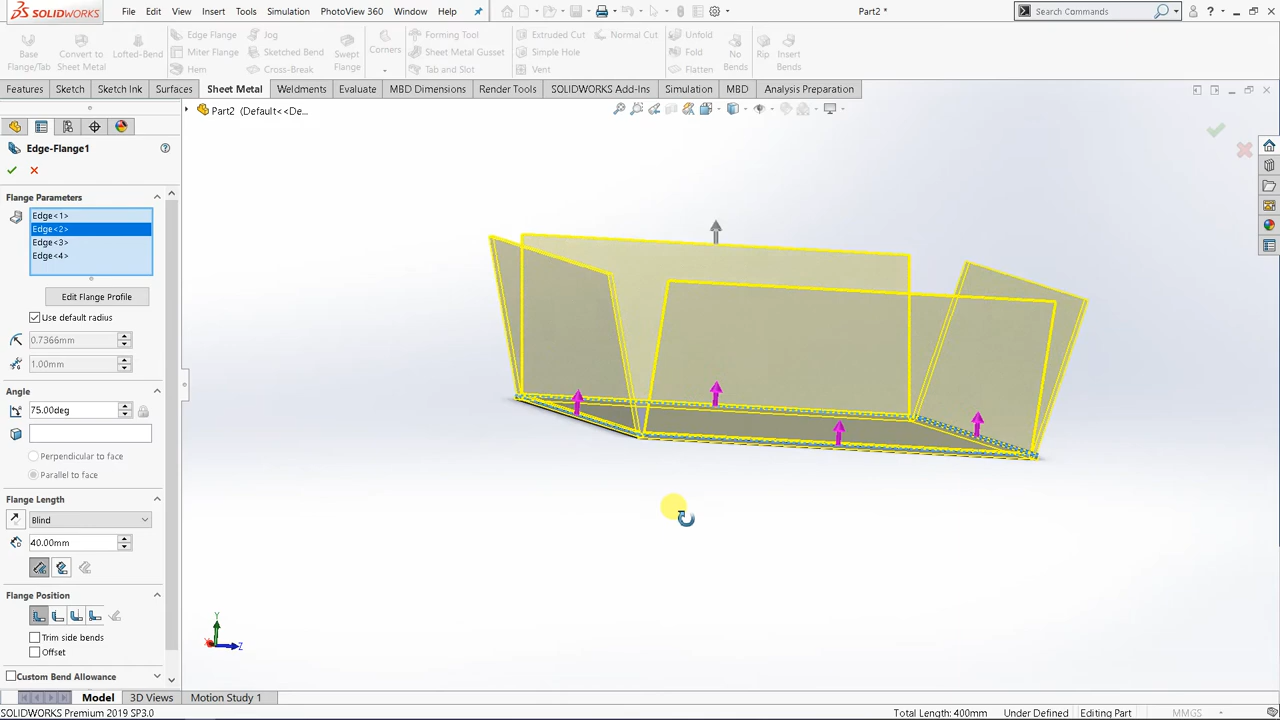 SOLIDWORKS File Edit View Insert Tools Simulation PhotoView 360 Window Help Part2 * Search Commands
Edge Flange Jog Forming Tool Extruded Cut Normal Cut Unfold
Base Flange/Tab Convert to Sheet Metal Lofted-Bend Miter Flange Sketched Bend Swept Flange Corners Sheet Metal Gusset Simple Hole Fold No Bends Rip Insert Bends
Hem Cross-Break Tab and Slot Vent Flatten
Features Sketch Sketch Ink Surfaces Sheet Metal Weldments Evaluate MBD Dimensions Render Tools SOLIDWORKS Add-Ins Simulation MBD Analysis Preparation
Part2 (Default<<De...
Edge-Flange1
Flange Parameters
Edge<1>
Edge<2>
Edge<3>
Edge<4>
Edit Flange Profile
Use default radius
0.7366mm
1.00mm
Angle
75.00deg
Perpendicular to face
Parallel to face
Flange Length
Blind
40.00mm
Flange Position
Trim side bends
Offset
Custom Bend Allowance
Y
X Z
Model 3D Views Motion Study 1
SOLIDWORKS Premium 2019 SP3.0 Total Length: 400mm Under Defined Editing Part MMGS